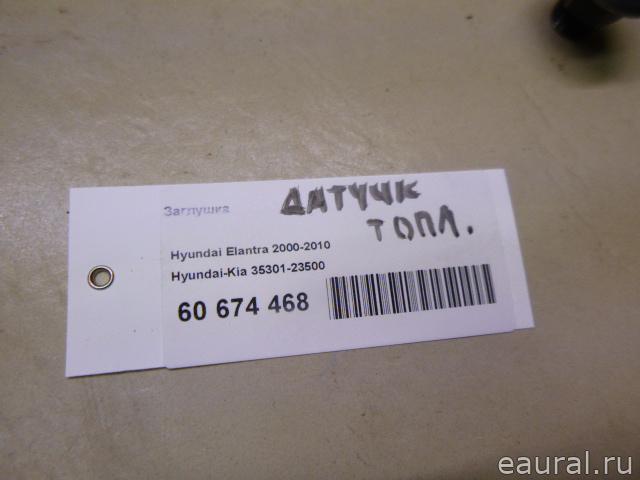 Заглушка
ДАТЧИК
ТОПЛ.
Hyundai Elantra 2000-2010
Hyundai-Kia 35301-23500
60 674 468
eaural.ru